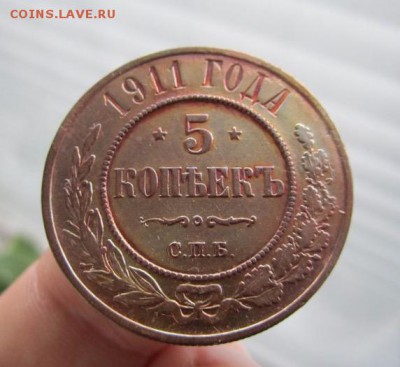 COINS.LAVE.RU
1911 ГОДА
* 5 *
КОПѢЕКЪ
С.П.Б.